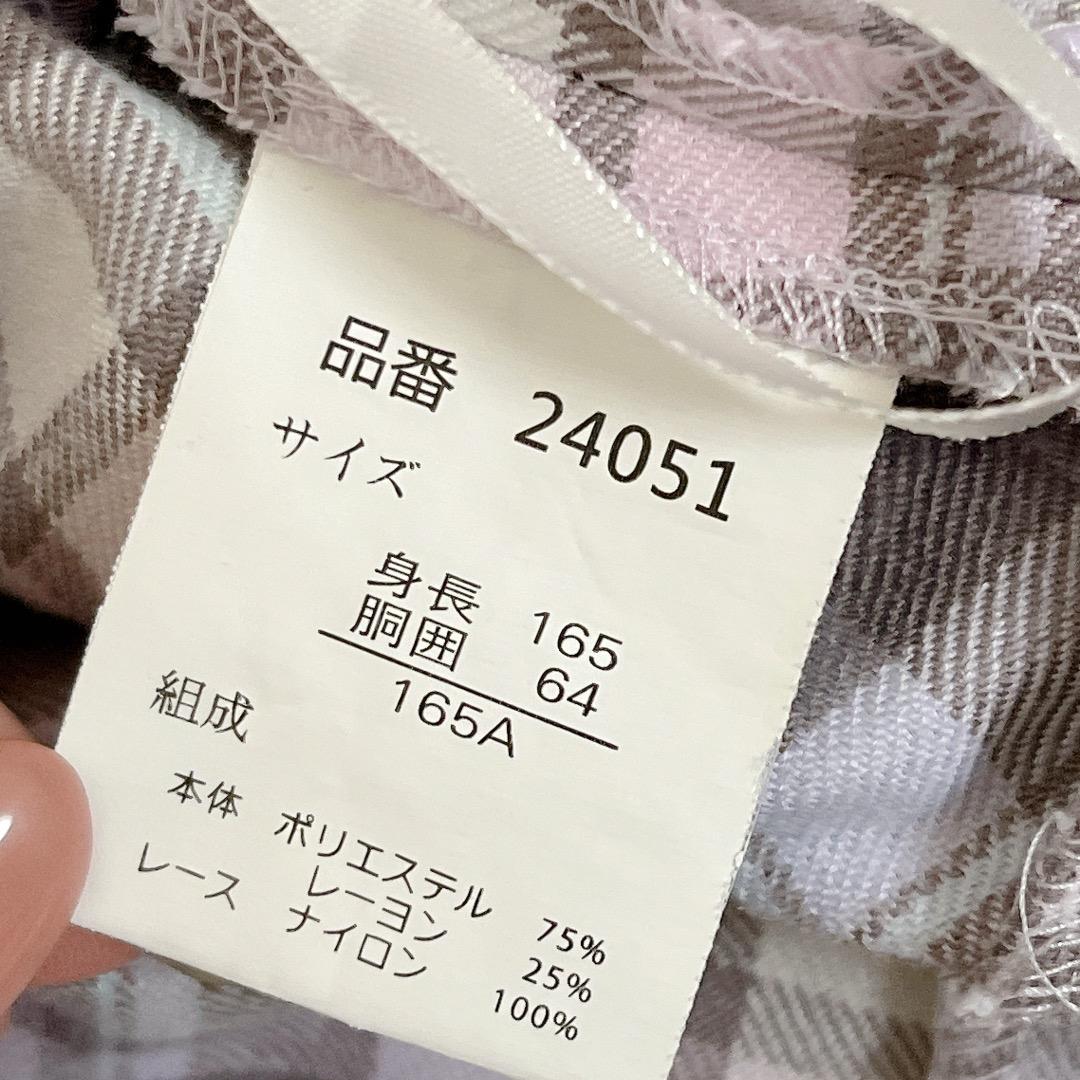 品番 24051
サイズ
身長 165
胴囲 64
165A
組成
本体 ポリエステル 75%
レーヨン 25%
レース ナイロン 100%